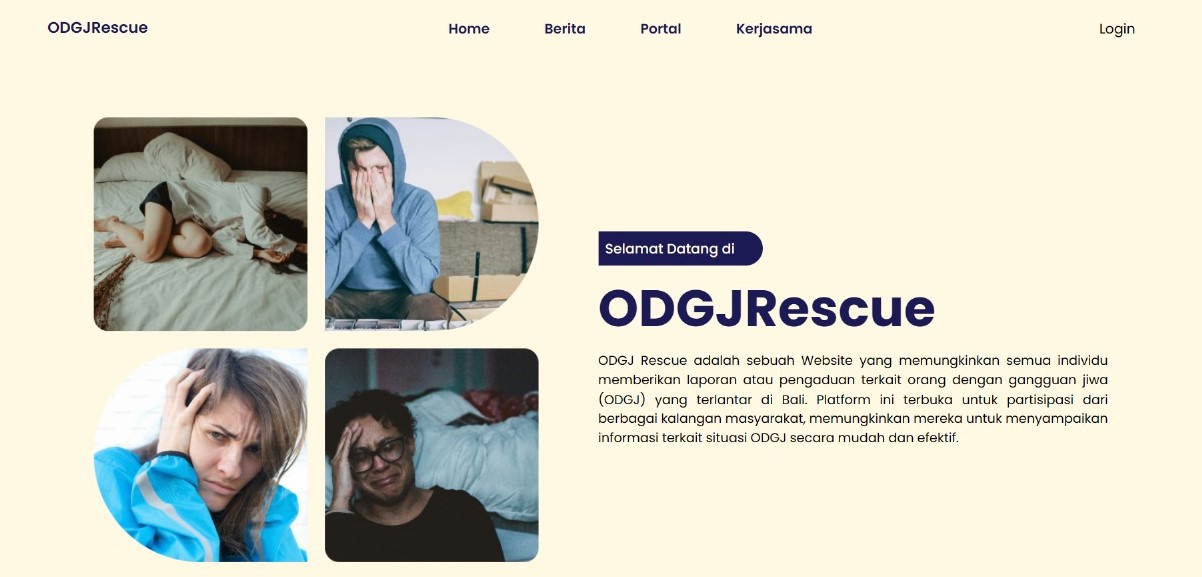 ODGJRescue
Home
Berita
Portal
Kerjasama
Login
Selamat Datang di
ODGJRescue
ODGJ Rescue adalah sebuah Website yang memungkinkan semua individu
memberikan laporan atau pengaduan terkait orang dengan gangguan jiwa
(ODGJ) yang terlantar di Bali. Platform ini terbuka untuk partisipasi dari
berbagai kalangan masyarakat, memungkinkan mereka untuk menyampaikan
informasi terkait situasi ODGJ secara mudah dan efektif.